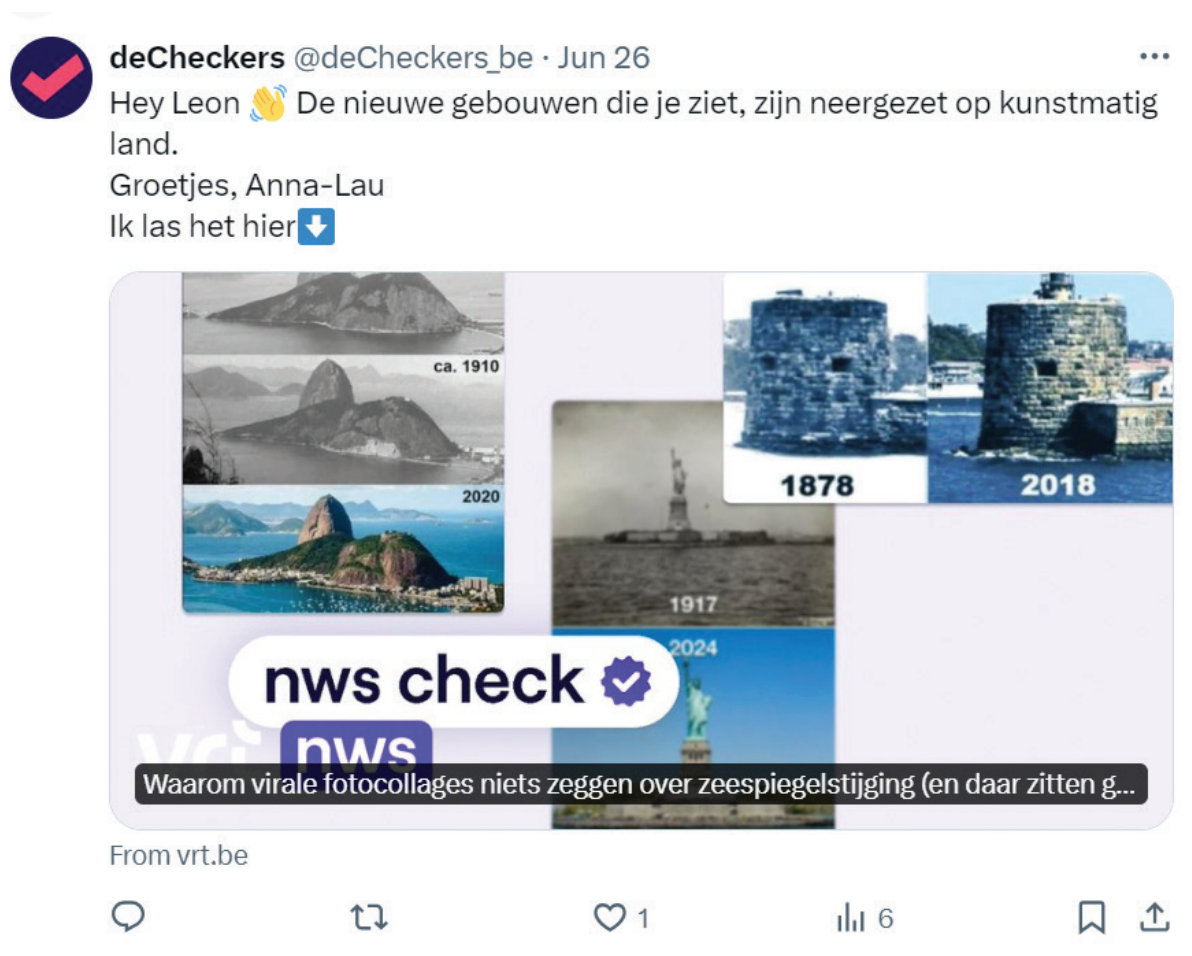 deCheckers @deCheckers_be · Jun 26
Hey Leon 👋 De nieuwe gebouwen die je ziet, zijn neergezet op kunstmatig
land.
Groetjes, Anna-Lau
Ik las het hier⬇️
ca. 1910
2020
1878
2018
1917
2024
nws check
vrt nws
Waarom virale fotocollages niets zeggen over zeespiegelstijging (en daar zitten g...
From vrt.be
1
6